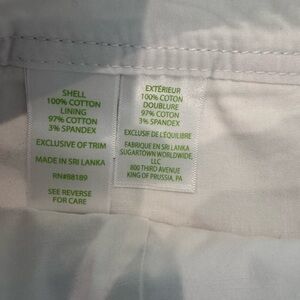 SHELL
100% COTTON
LINING
97% COTTON
3% SPANDEX
EXCLUSIVE OF TRIM
MADE IN SRI LANKA
RN#88189
SEE REVERSE
FOR CARE
EXTÉRIEUR
100% COTON
DOUBLURE
97% COTON
3% SPANDEX
EXCLUSIF DE L'ÉQUILIBRE
FABRIQUE EN SRI LANKA
SUGARTOWN WORLDWIDE,
LLC
800 THIRD AVENUE
KING OF PRUSSIA, PA